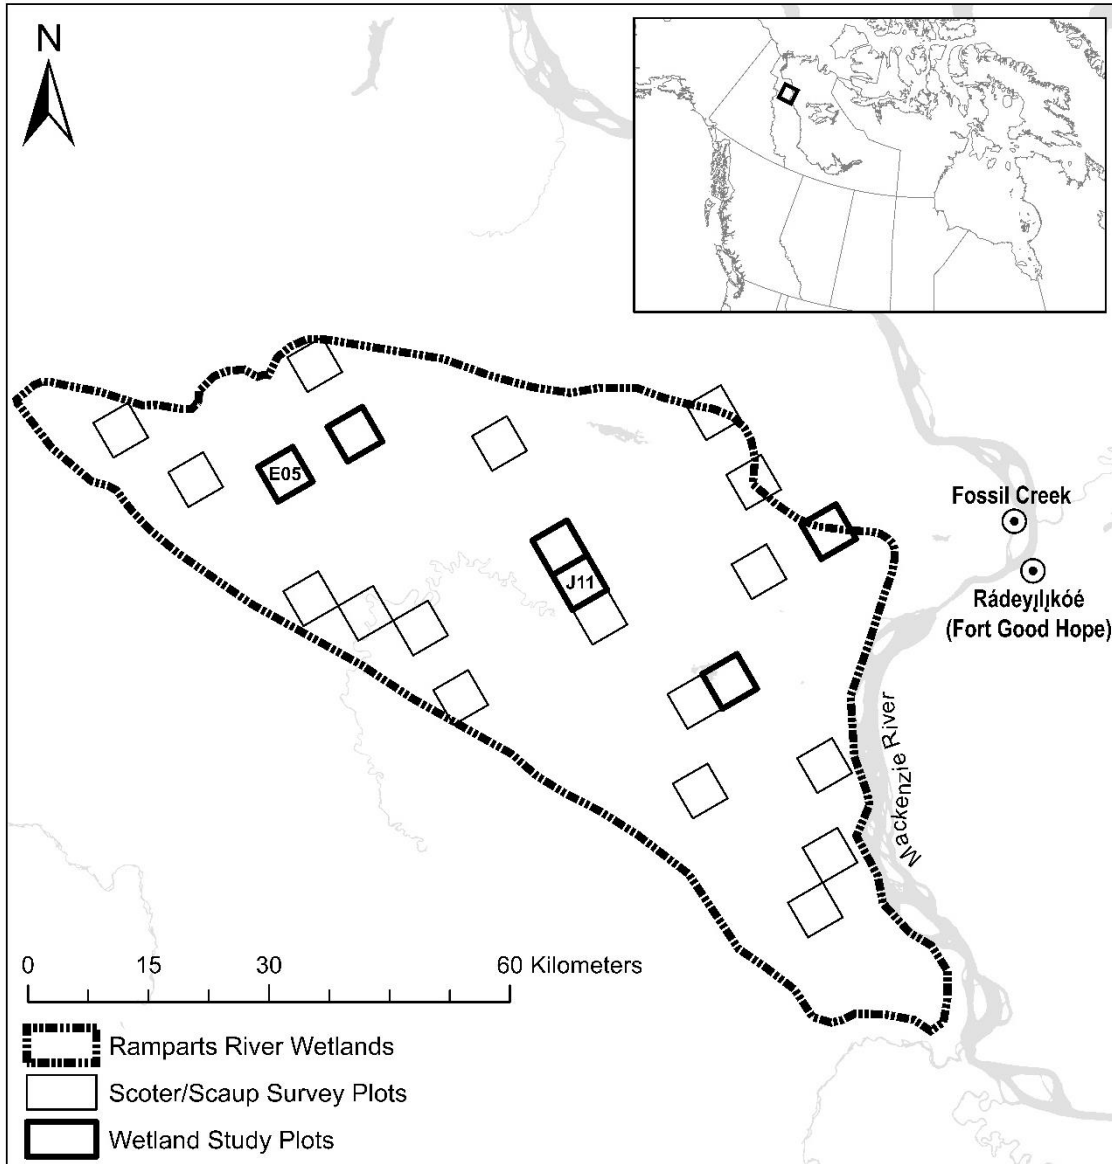 N
E05
J11
Fossil Creek
Rádeyı̨lı̨kóé
(Fort Good Hope)
Mackenzie River
0 15 30 60 Kilometers
Ramparts River Wetlands
Scoter/Scaup Survey Plots
Wetland Study Plots